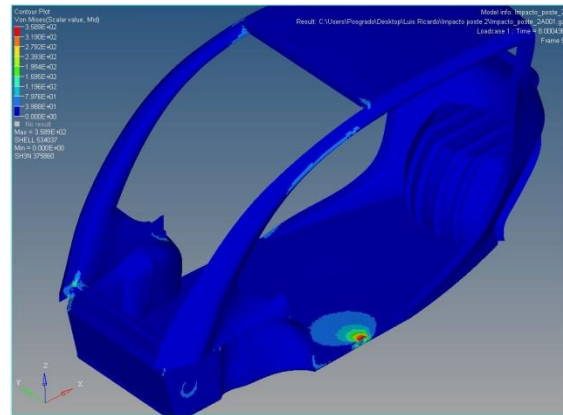 Contour Plot
Von Mises(Scalar value, Mid)
3.589E+02
3.190E+02
2.792E+02
2.393E+02
1.994E+02
1.595E+02
1.196E+02
7.976E+01
3.988E+01
0.000E+00
No result
Max = 3.589E+02
SHELL 534037
Min = 0.000E+00
SH3N 375860
Model info: Impacto_poste_2
Result: C:\Users\Posgrado\Desktop\Luis Ricardo\Impacto poste 2\Impacto_poste_2A001.gz
Loadcase 1 : Time = 8.000436
Frame 9
Z
Y
X